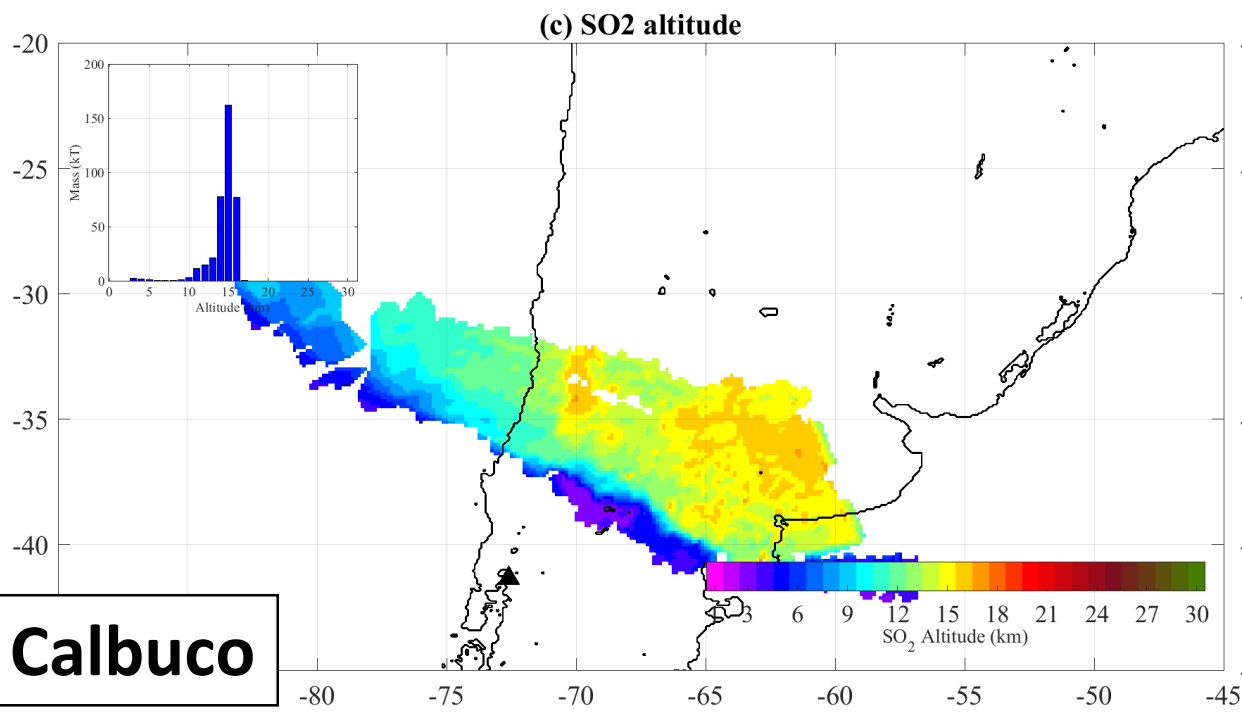 (c) SO2 altitude
-20
-25
-30
-35
-40
200
150
100
50
0
Mass (kT)
0 5 10 15 20 25 30
Altitude (km)
3 6 9 12 15 18 21 24 27 30
SO2 Altitude (km)
Calbuco
-80 -75 -70 -65 -60 -55 -50 -45